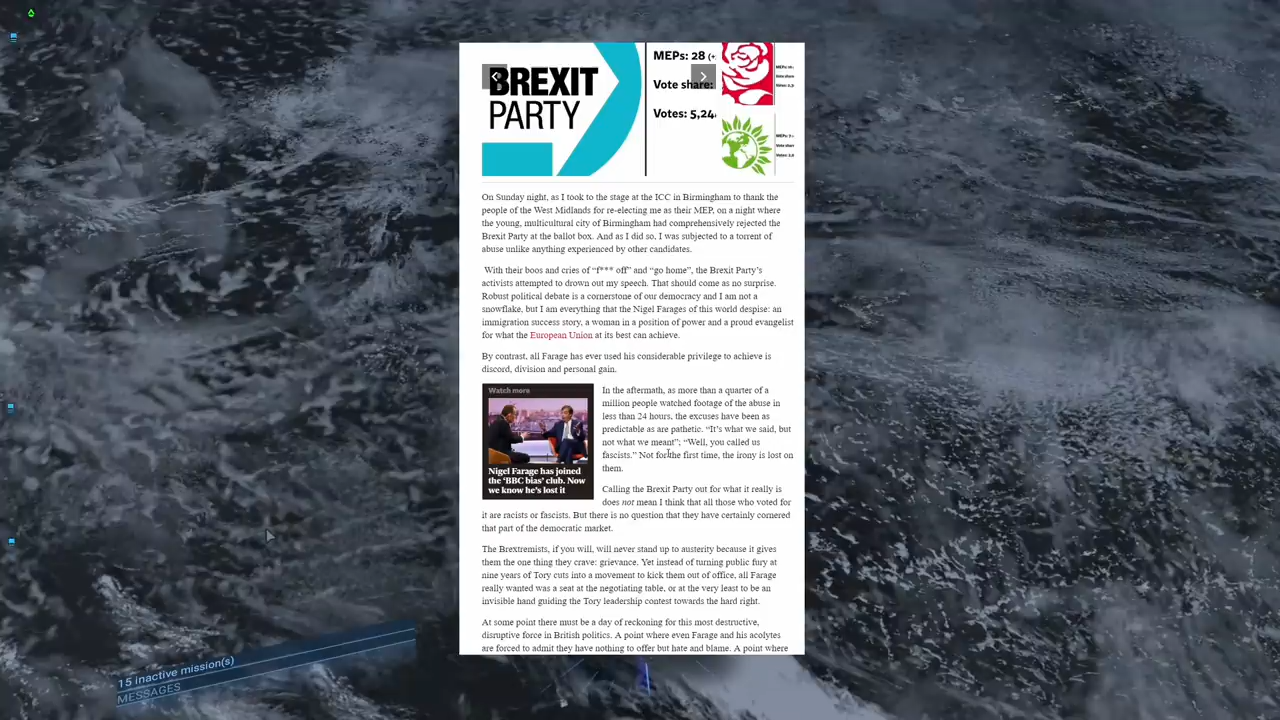 BREXIT
PARTY
MEPs: 28
Vote share:
Votes: 5,24
On Sunday night, as I took to the stage at the ICC in Birmingham to thank the
people of the West Midlands for re-electing me as their MEP, on a night where
the young, multicultural city of Birmingham had comprehensively rejected the
Brexit Party at the ballot box. And as I did so, I was subjected to a torrent of
abuse unlike anything experienced by other candidates.
With their boos and cries of “f*** off” and “go home”, the Brexit Party’s
activists attempted to drown out my speech. That should come as no surprise.
Robust political debate is a cornerstone of our democracy and I am not a
snowflake, but I am everything that the Nigel Farages of this world despise: an
immigration success story, a woman in a position of power and a proud evangelist
for what the European Union at its best can achieve.
By contrast, all Farage has ever used his considerable privilege to achieve is
discord, division and personal gain.
Watch more
Nigel Farage has joined
the ‘BBC bias’ club. Now
we know he’s lost it
In the aftermath, as more than a quarter of a
million people watched footage of the abuse in
less than 24 hours, the excuses have been as
predictable as are pathetic. “It’s what we said, but
not what we meant”; “Well, you called us
fascists.” Not for the first time, the irony is lost on
them.
Calling the Brexit Party out for what it really is
does not mean I think that all those who voted for
it are racists or fascists. But there is no question that they have certainly cornered
that part of the democratic market.
The Brextremists, if you will, will never stand up to austerity because it gives
them the one thing they crave: grievance. Yet instead of turning public fury at
nine years of Tory cuts into a movement to kick them out of office, all Farage
really wanted was a seat at the negotiating table, or at the very least to be an
invisible hand guiding the Tory leadership contest towards the hard right.
At some point there must be a day of reckoning for this most destructive,
disruptive force in British politics. A point where even Farage and his acolytes
are forced to admit they have nothing to offer but hate and blame. A point where
15 inactive mission(s)
MESSAGES